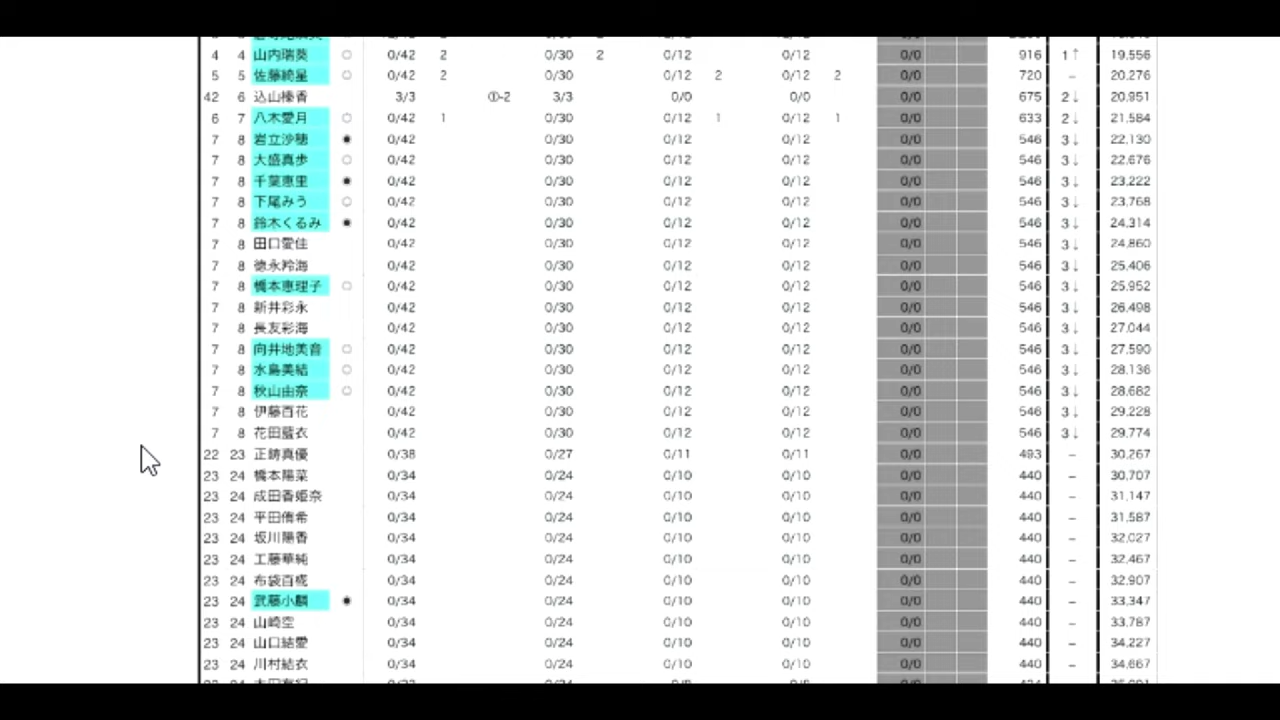 4 4 山内瑞葵 ○ 0/42 2 0/30 2 0/12 0/12 0/0 916 1↑ 19,556
5 5 佐藤綺星 ○ 0/42 2 0/30 0/12 2 0/12 2 0/0 720 - 20,276
42 6 込山榛香 3/3 ①-2 3/3 0/0 0/0 0/0 675 2↓ 20,951
6 7 八木愛月 ○ 0/42 1 0/30 0/12 1 0/12 1 0/0 633 2↓ 21,584
7 8 岩立沙穂 ● 0/42 0/30 0/12 0/12 0/0 546 3↓ 22,130
7 8 大盛真歩 ○ 0/42 0/30 0/12 0/12 0/0 546 3↓ 22,676
7 8 千葉恵里 ● 0/42 0/30 0/12 0/12 0/0 546 3↓ 23,222
7 8 下尾みう ○ 0/42 0/30 0/12 0/12 0/0 546 3↓ 23,768
7 8 鈴木くるみ ● 0/42 0/30 0/12 0/12 0/0 546 3↓ 24,314
7 8 田口愛佳 0/42 0/30 0/12 0/12 0/0 546 3↓ 24,860
7 8 徳永羚海 0/42 0/30 0/12 0/12 0/0 546 3↓ 25,406
7 8 橋本恵理子 ○ 0/42 0/30 0/12 0/12 0/0 546 3↓ 25,952
7 8 新井彩永 0/42 0/30 0/12 0/12 0/0 546 3↓ 26,498
7 8 長友彩海 0/42 0/30 0/12 0/12 0/0 546 3↓ 27,044
7 8 向井地美音 ○ 0/42 0/30 0/12 0/12 0/0 546 3↓ 27,590
7 8 水島美結 ○ 0/42 0/30 0/12 0/12 0/0 546 3↓ 28,136
7 8 秋山由奈 ○ 0/42 0/30 0/12 0/12 0/0 546 3↓ 28,682
7 8 伊藤百花 0/42 0/30 0/12 0/12 0/0 546 3↓ 29,228
7 8 花田藍衣 0/42 0/30 0/12 0/12 0/0 546 3↓ 29,774
22 23 正鋳真優 0/38 0/27 0/11 0/11 0/0 493 - 30,267
23 24 橋本陽菜 0/34 0/24 0/10 0/10 0/0 440 - 30,707
23 24 成田香姫奈 0/34 0/24 0/10 0/10 0/0 440 - 31,147
23 24 平田侑希 0/34 0/24 0/10 0/10 0/0 440 - 31,587
23 24 坂川陽香 0/34 0/24 0/10 0/10 0/0 440 - 32,027
23 24 工藤華純 0/34 0/24 0/10 0/10 0/0 440 - 32,467
23 24 布袋百椛 0/34 0/24 0/10 0/10 0/0 440 - 32,907
23 24 武藤小麟 ● 0/34 0/24 0/10 0/10 0/0 440 - 33,347
23 24 山﨑空 0/34 0/24 0/10 0/10 0/0 440 - 33,787
23 24 山口結愛 0/34 0/24 0/10 0/10 0/0 440 - 34,227
23 24 川村結衣 0/34 0/24 0/10 0/10 0/0 440 - 34,667